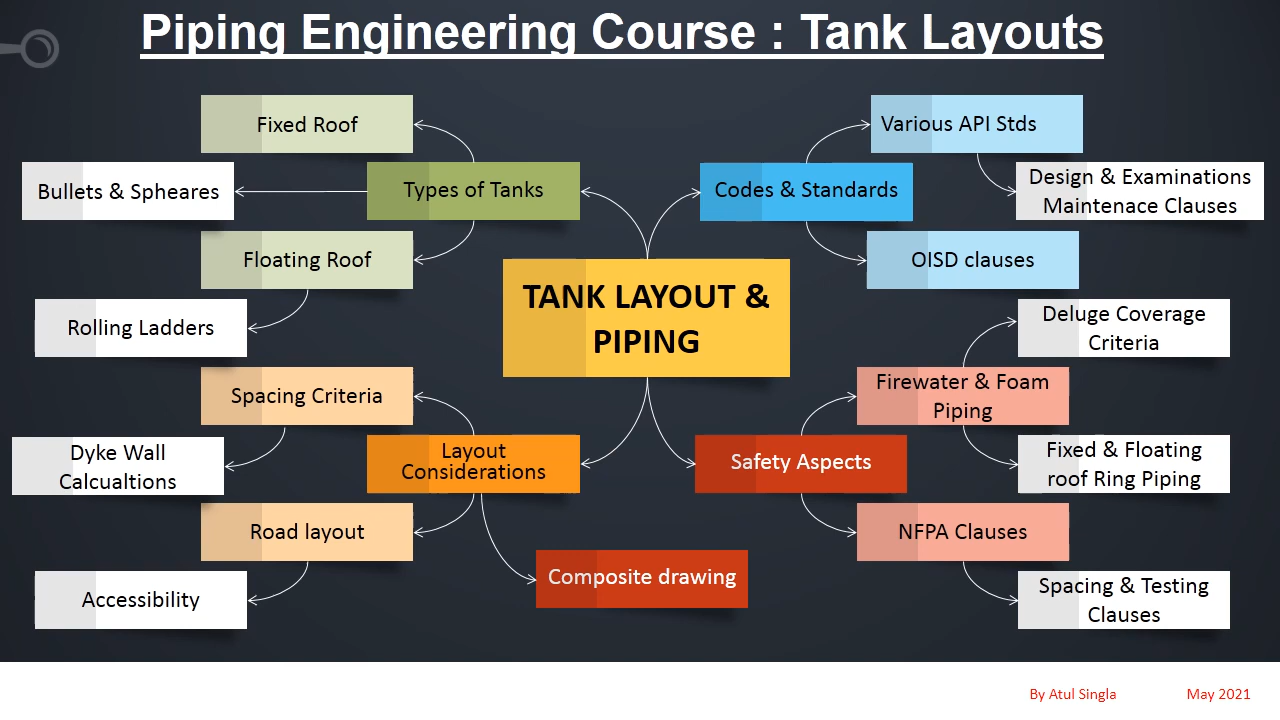 Piping Engineering Course : Tank Layouts
Fixed Roof
Types of Tanks
Bullets & Spheares
Floating Roof
Rolling Ladders
Codes & Standards
Various API Stds
Design & Examinations
Maintenace Clauses
OISD clauses
TANK LAYOUT &
PIPING
Spacing Criteria
Dyke Wall
Calcualtions
Layout
Considerations
Road layout
Accessibility
Composite drawing
Safety Aspects
Deluge Coverage
Criteria
Firewater & Foam
Piping
Fixed & Floating
roof Ring Piping
NFPA Clauses
Spacing & Testing
Clauses
By Atul Singla
May 2021